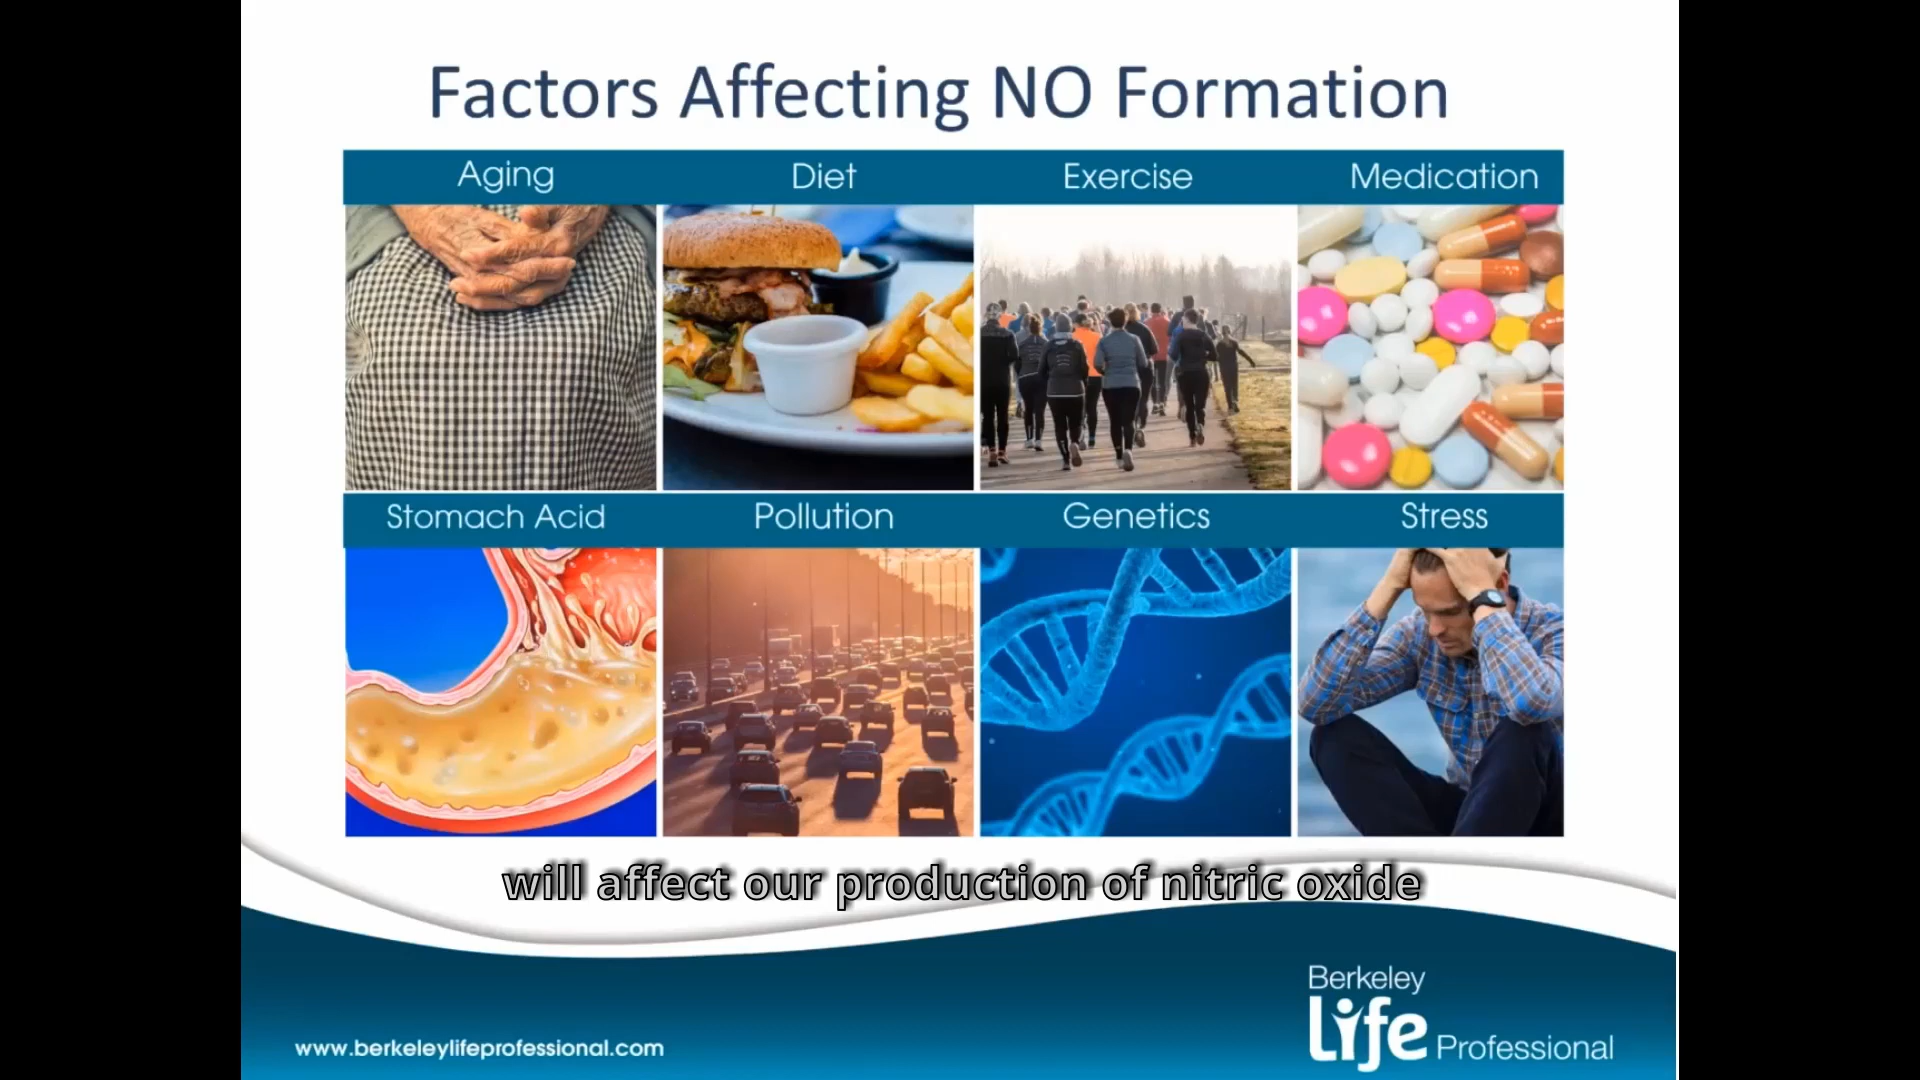 Factors Affecting NO Formation
Aging Diet Exercise Medication
Stomach Acid Pollution Genetics Stress
will affect our production of nitric oxide
www.berkeleylifeprofessional.com
Berkeley
Life Professional